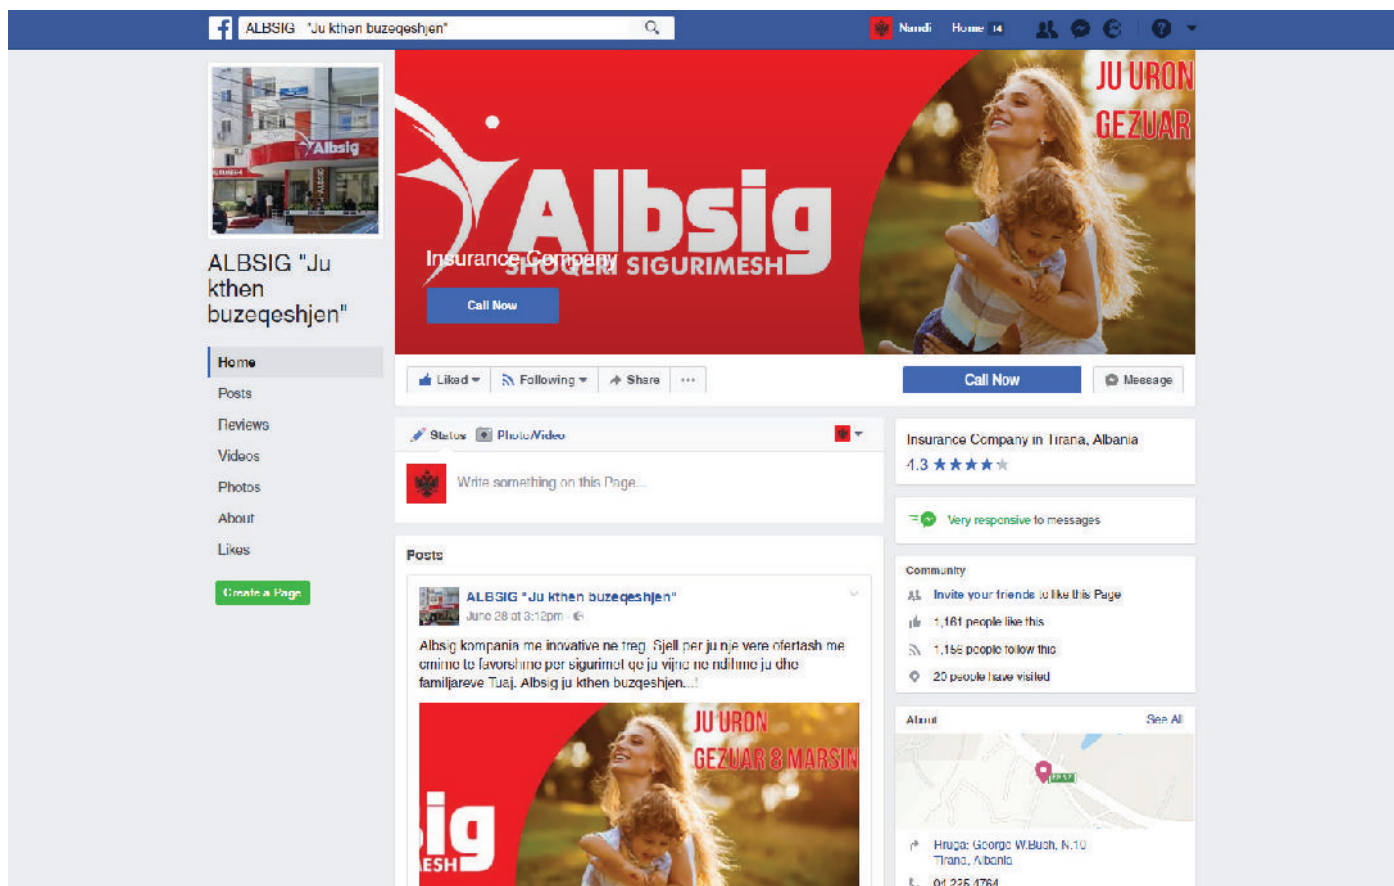 ALBSIG "Ju kthen buzeqeshjen"
Nandi Home 14
Albsig
ALBSIG "Ju
kthen
buzeqeshjen"
Home
Posts
Reviews
Videos
Photos
About
Likes
Create a Page
JU URON
GEZUAR
Albsig
SHOQERI SIGURIMESH
Insurance Company
Call Now
Liked Following Share ...
Call Now Message
Status Photo/Video
Write something on this Page...
Posts
ALBSIG "Ju kthen buzeqeshjen"
June 28 at 3:12pm ·
Albsig kompania me inovative ne treg. Sjell per ju nje vere ofertash me
cmime te favorshme per sigurimet qe ju vijne ne ndihme ju dhe
familjareve Tuaj. Albsig ju kthen buzqeshjen...!
JU URON
GEZUAR 8 MARSIN
ig
ESH
Insurance Company in Tirana, Albania
4.3
Very responsive to messages
Community
Invite your friends to like this Page
1,161 people like this
1,156 people follow this
20 people have visited
About See All
Rruga: George W.Bush, N.10
Tirana, Albania
04 225 4764